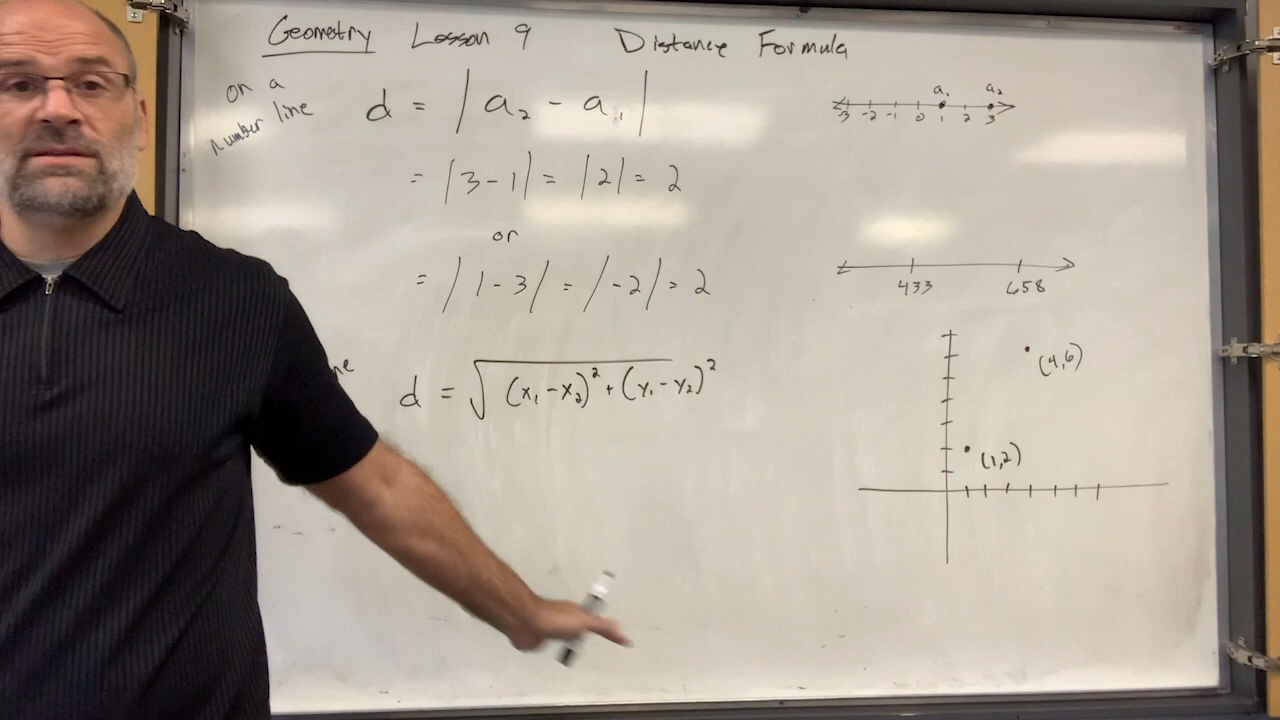 Geometry Lesson 9 Distance Formula
on a
number line
d = | a₂ - a₁ |
= |3 - 1| = |2| = 2
or
= |1 - 3| = |-2| = 2
d = √(x₁ - x₂)² + (y₁ - y₂)²
a₁ a₂
-3 -2 -1 0 1 2 3
433 658
(4,6)
(1,2)